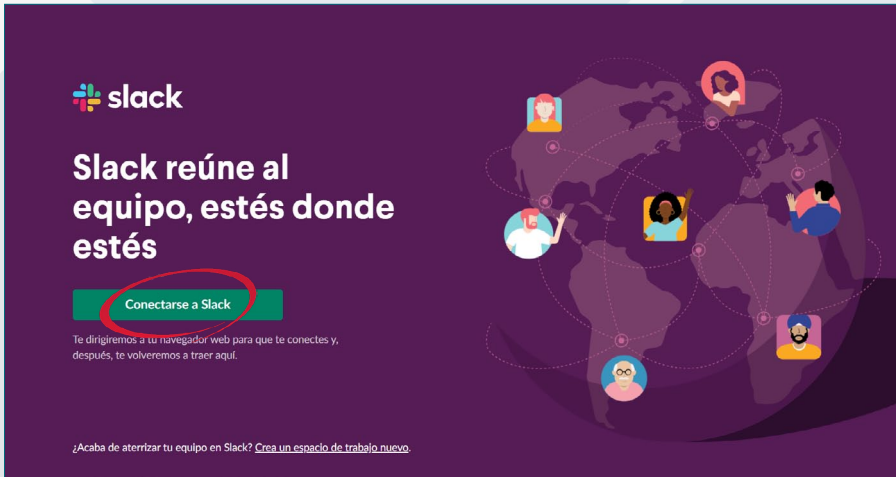 slack
Slack reúne al
equipo, estés donde
estés
Conectarse a Slack
Te dirigiremos a tu navegador web para que te conectes y,
después, te volveremos a traer aquí.
¿Acaba de aterrizar tu equipo en Slack? Crea un espacio de trabajo nuevo.